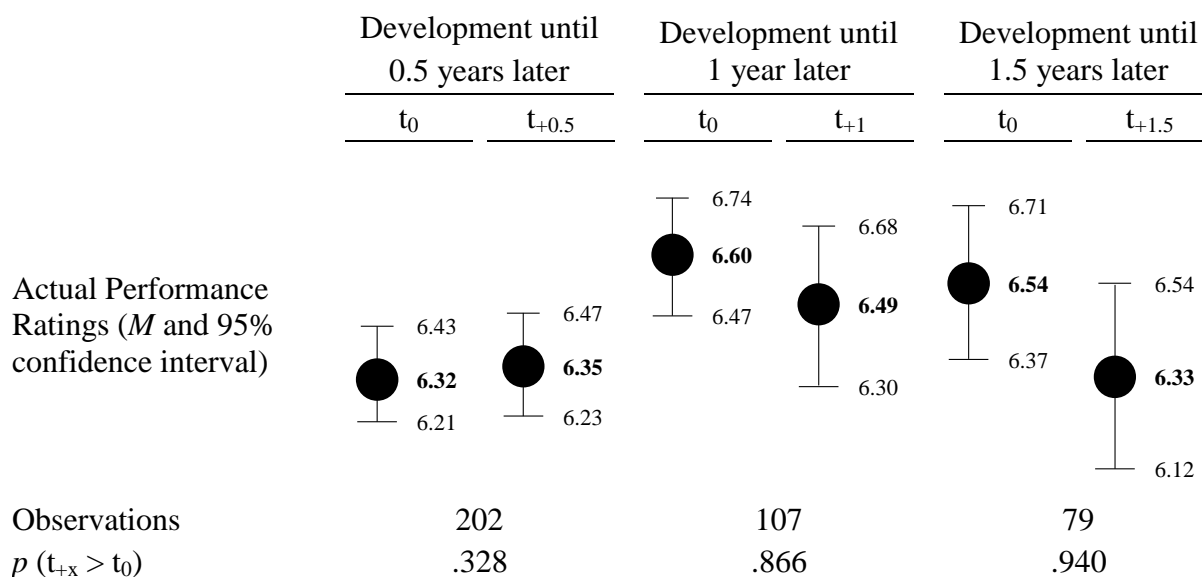 Development until
0.5 years later
Development until
1 year later
Development until
1.5 years later
t0 t+0.5 t0 t+1 t0 t+1.5
Actual Performance
Ratings (M and 95%
confidence interval)
6.43
6.32
6.21
6.47
6.35
6.23
6.74
6.60
6.47
6.68
6.49
6.30
6.71
6.54
6.37
6.54
6.33
6.12
Observations 202 107 79
p (t+x > t0) .328 .866 .940